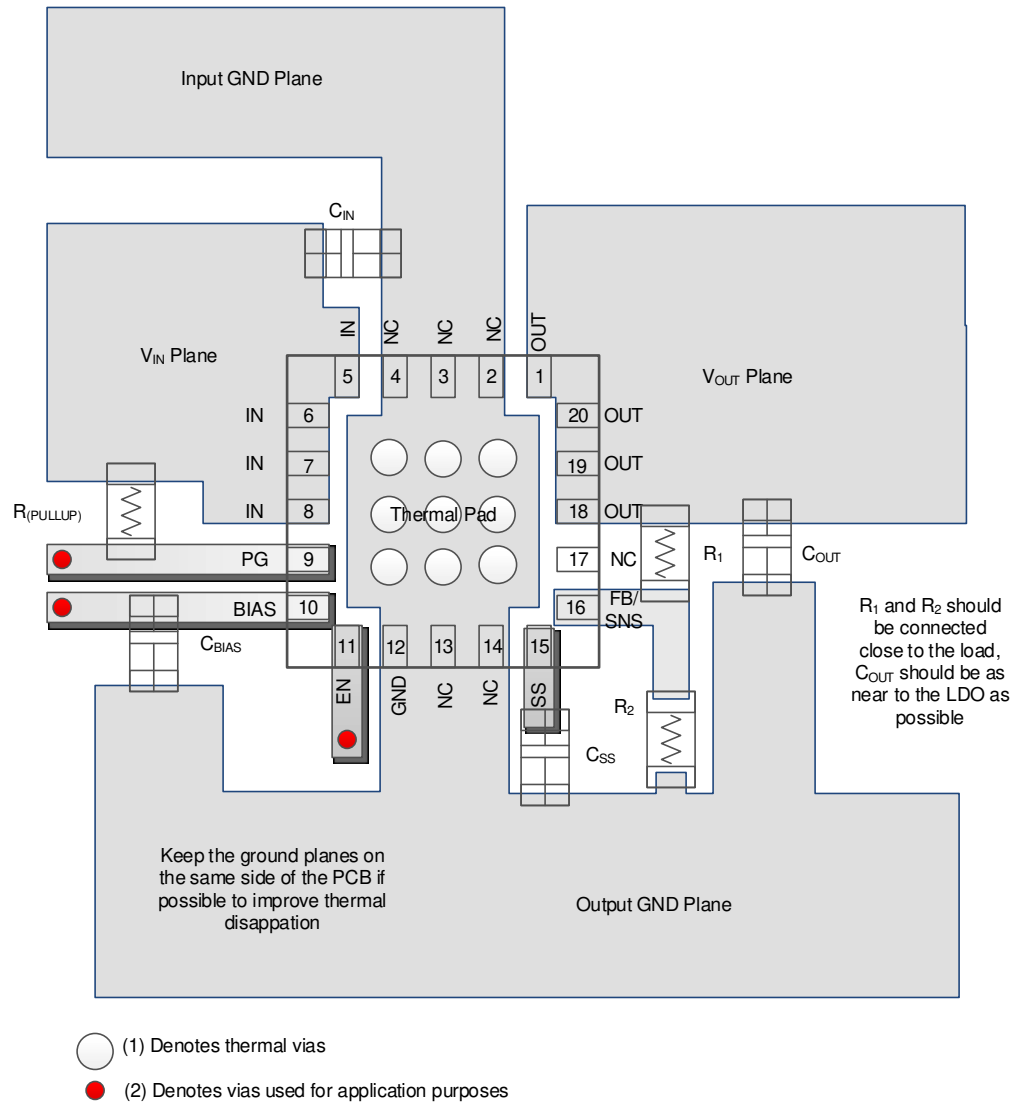 Input GND Plane
CIN
VIN Plane
VOUT Plane
IN
NC
NC
NC
OUT
5
4
3
2
1
IN
6
20
OUT
IN
7
19
OUT
IN
8
18
OUT
Thermal Pad
R(PULLUP)
PG
9
17
NC
R1
COUT
BIAS
10
16
FB/
SNS
CBIAS
11
12
13
14
15
EN
GND
NC
NC
SS
R2
CSS
R1 and R2 should
be connected
close to the load,
COUT should be as
near to the LDO as
possible
Keep the ground planes on
the same side of the PCB if
possible to improve thermal
disappation
Output GND Plane
(1) Denotes thermal vias
(2) Denotes vias used for application purposes